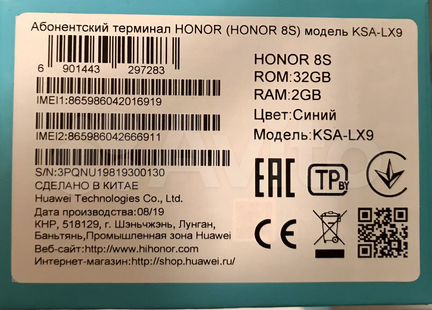 Абонентский терминал HONOR (HONOR 8S) модель KSA-LX9
6 901443 297283
HONOR 8S
ROM:32GB
RAM:2GB
Цвет:Синий
Модель:KSA-LX9
IMEI1:865986042016919
IMEI2:865986042666911
S/N:3PQNU19819300130
СДЕЛАНО В КИТАЕ
Huawei Technologies Co., Ltd.
Дата производства:08/19
КНР, 518129, г. Шэньчжэнь, Лунган,
Баньтянь,Промышленная зона Huawei
Веб-сайт:http://www.hihonor.com
Интернет-магазин:http://shop.huawei.ru/
EAC TP BY
CE
Avito